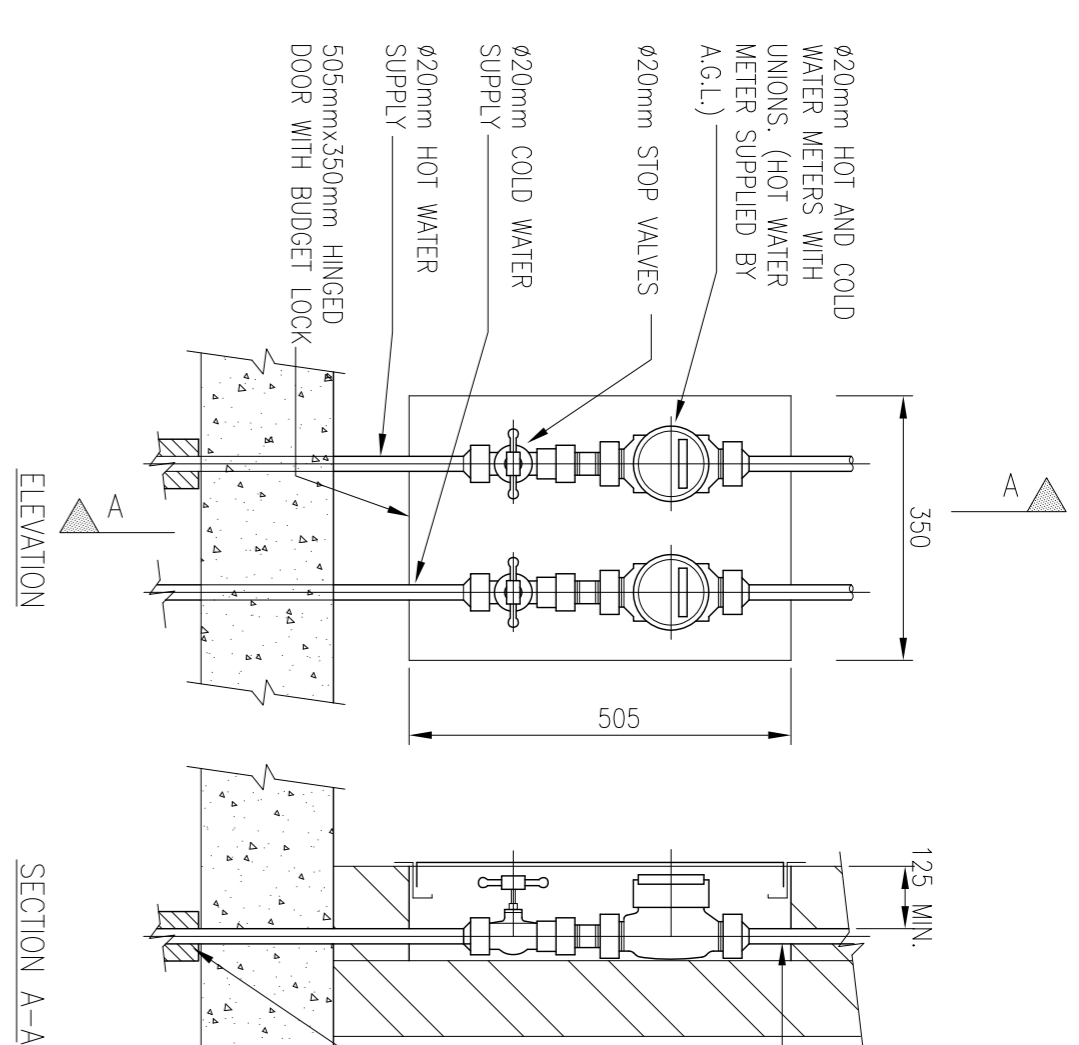 Ø20mm HOT AND COLD
WATER METERS WITH
UNIONS. (HOT WATER
METER SUPPLIED BY
A.G.L.)
Ø20mm STOP VALVES
Ø20mm COLD WATER
SUPPLY
Ø20mm HOT WATER
SUPPLY
505mmx350mm HINGED
DOOR WITH BUDGET LOCK
A
350
505
A
ELEVATION
125 MIN.
SECTION A-A